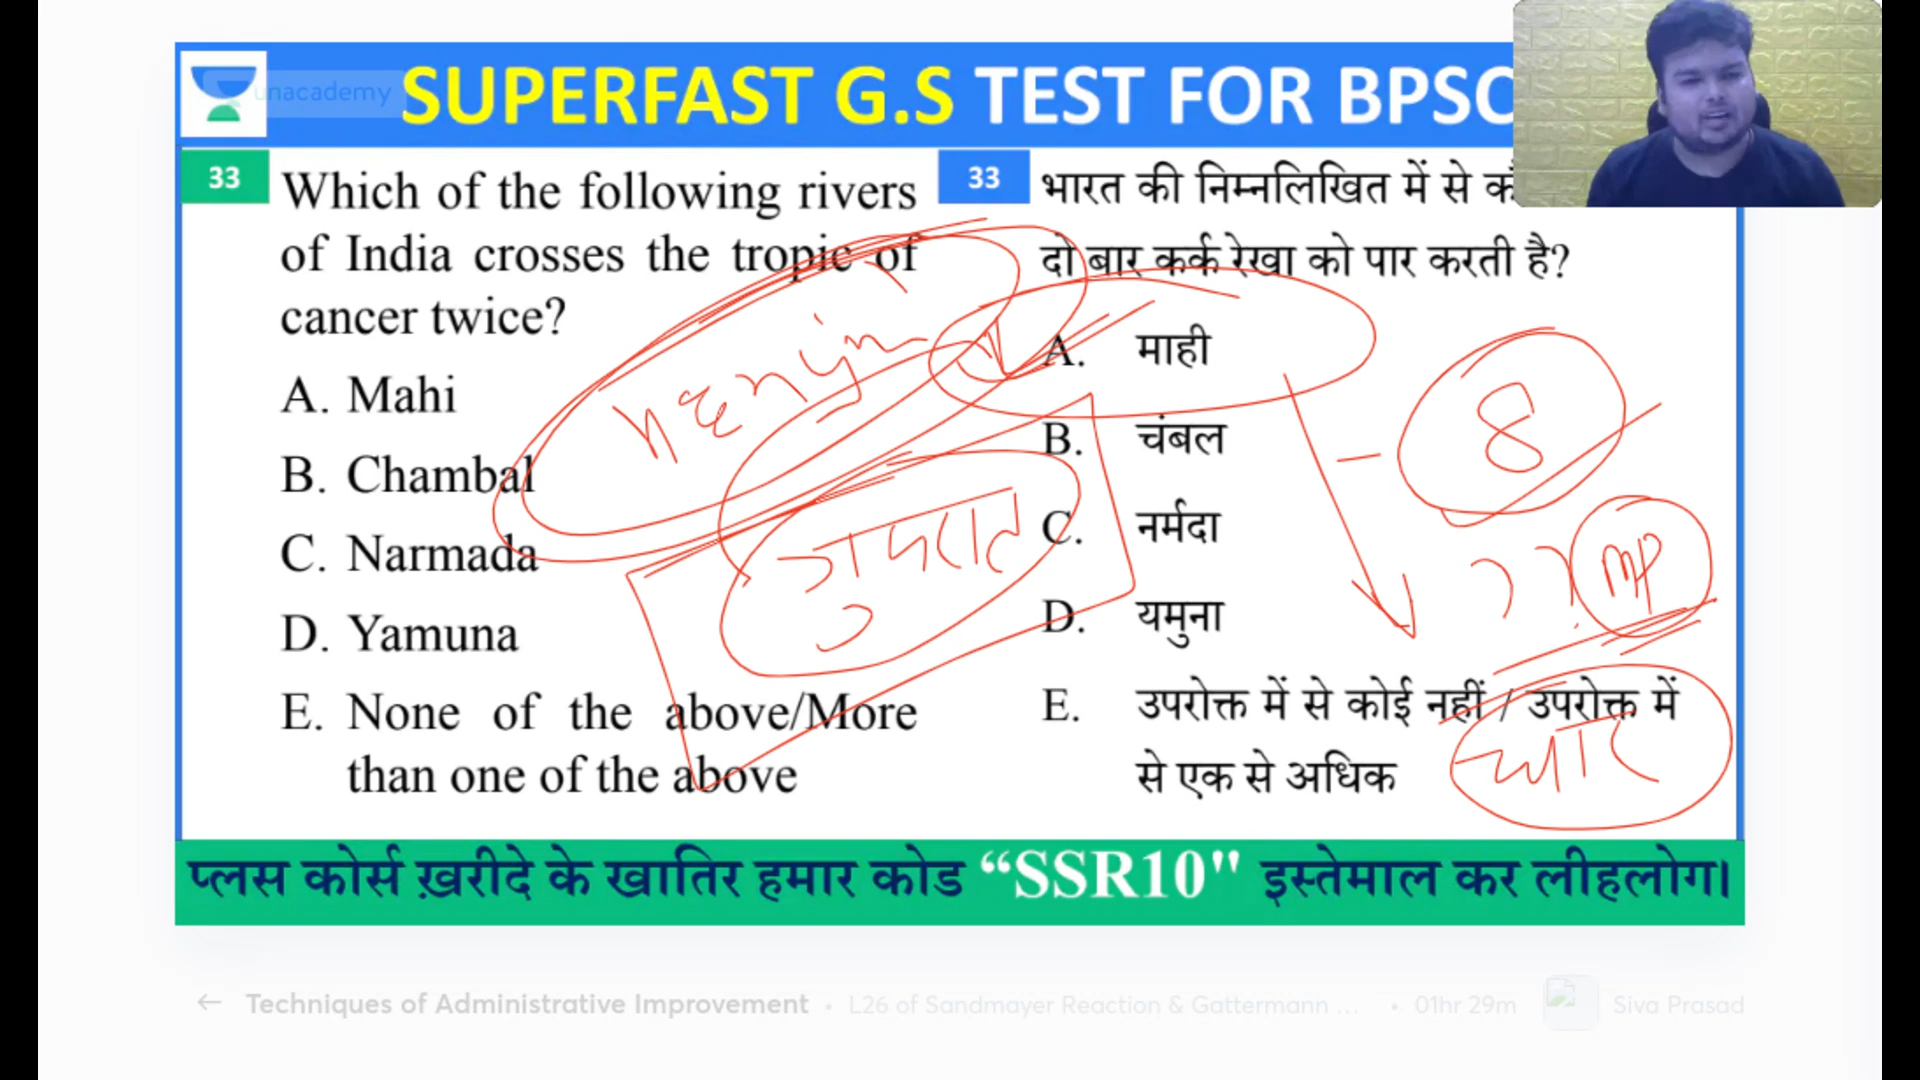 unacademy
SUPERFAST G.S TEST FOR BPSC
33
Which of the following rivers
of India crosses the tropic of
cancer twice?
A. Mahi
B. Chambal
C. Narmada
D. Yamuna
E. None of the above/More
than one of the above
33
भारत की निम्नलिखित में से
दो बार कर्क रेखा को पार करती है?
A. माही
B. चंबल
C. नर्मदा
D. यमुना
E. उपरोक्त में से कोई नहीं / उपरोक्त में
से एक से अधिक
8
MP
गुजरात
चार
प्लस कोर्स ख़रीदे के खातिर हमार कोड “SSR10" इस्तेमाल कर लीहलोग।
← Techniques of Administrative Improvement • L26 of Sandmayer Reaction & Gattermann ... • 01hr 29m Siva Prasad